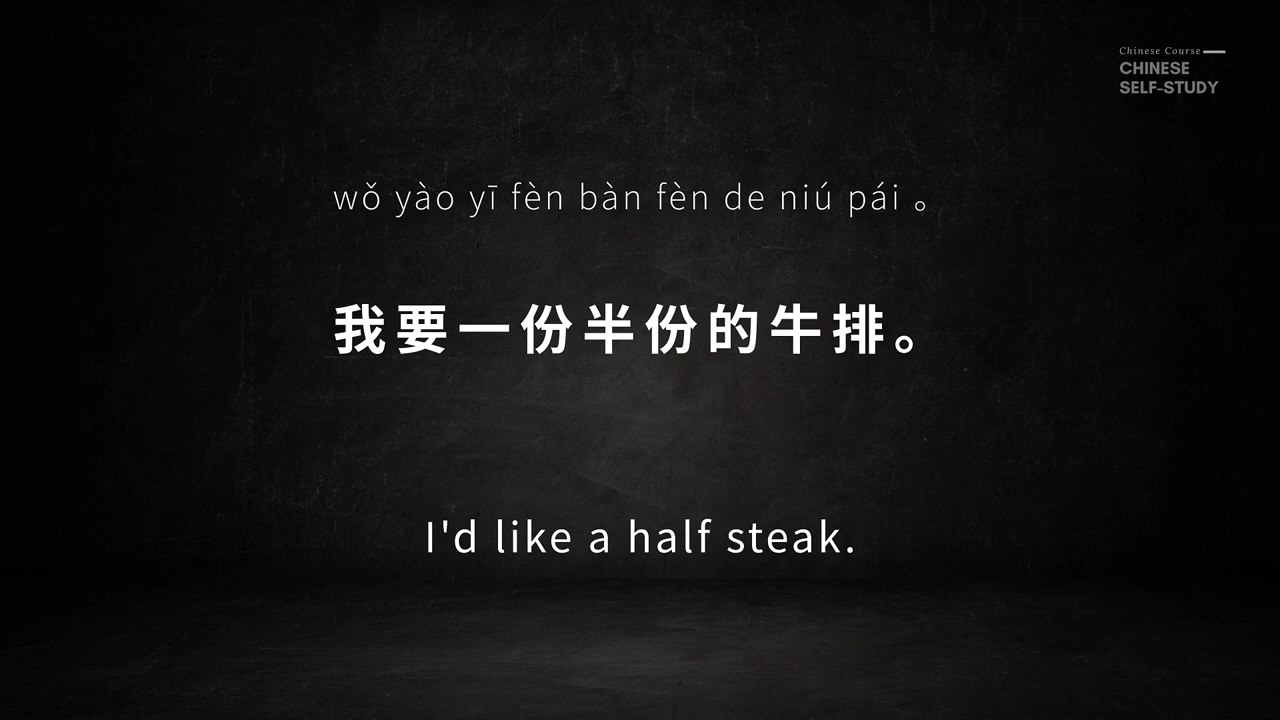 Chinese Course
CHINESE
SELF-STUDY
wǒ yào yī fèn bàn fèn de niú pái 。
我要一份半份的牛排。
I'd like a half steak.